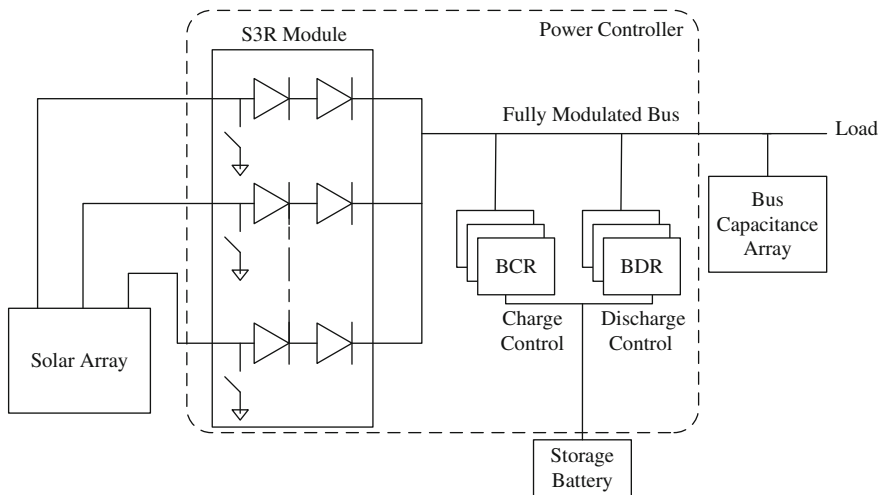 S3R Module
Power Controller
Fully Modulated Bus
Load
Bus
Capacitance
Array
BCR
BDR
Charge
Control
Discharge
Control
Solar Array
Storage
Battery